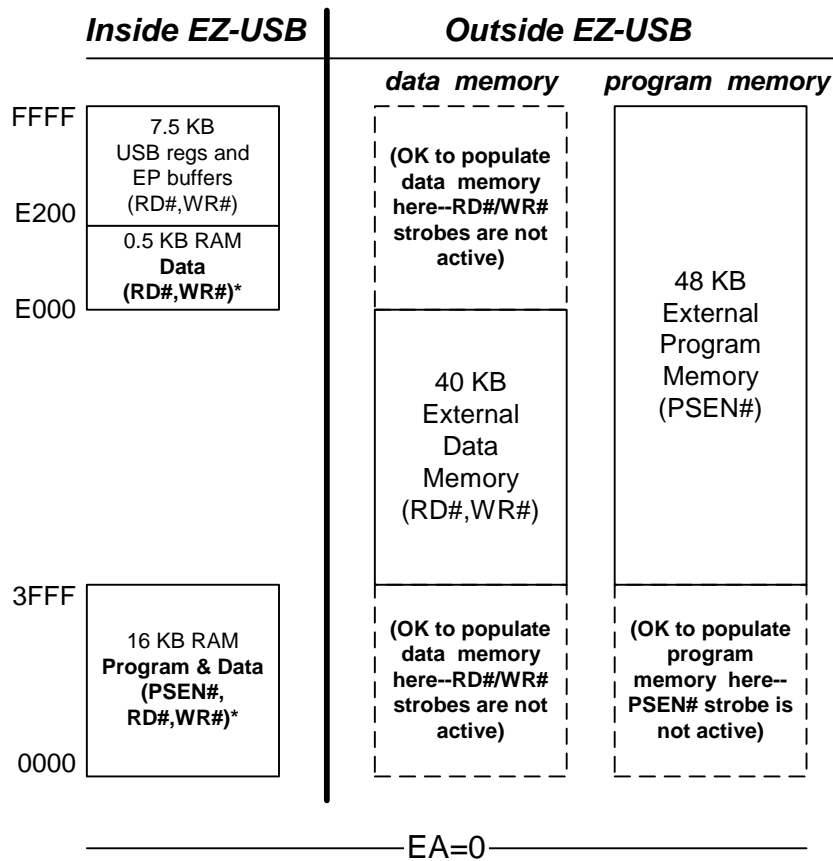 Inside EZ-USB
Outside EZ-USB
data memory
program memory
FFFF
E200
E000
3FFF
0000
7.5 KB
USB regs and
EP buffers
(RD#,WR#)
0.5 KB RAM
Data
(RD#,WR#)*
16 KB RAM
Program & Data
(PSEN#,
RD#,WR#)*
(OK to populate
data memory
here--RD#/WR#
strobes are not
active)
40 KB
External
Data
Memory
(RD#,WR#)
(OK to populate
data memory
here--RD#/WR#
strobes are not
active)
48 KB
External
Program
Memory
(PSEN#)
(OK to populate
program
memory here--
PSEN# strobe is
not active)
EA=0